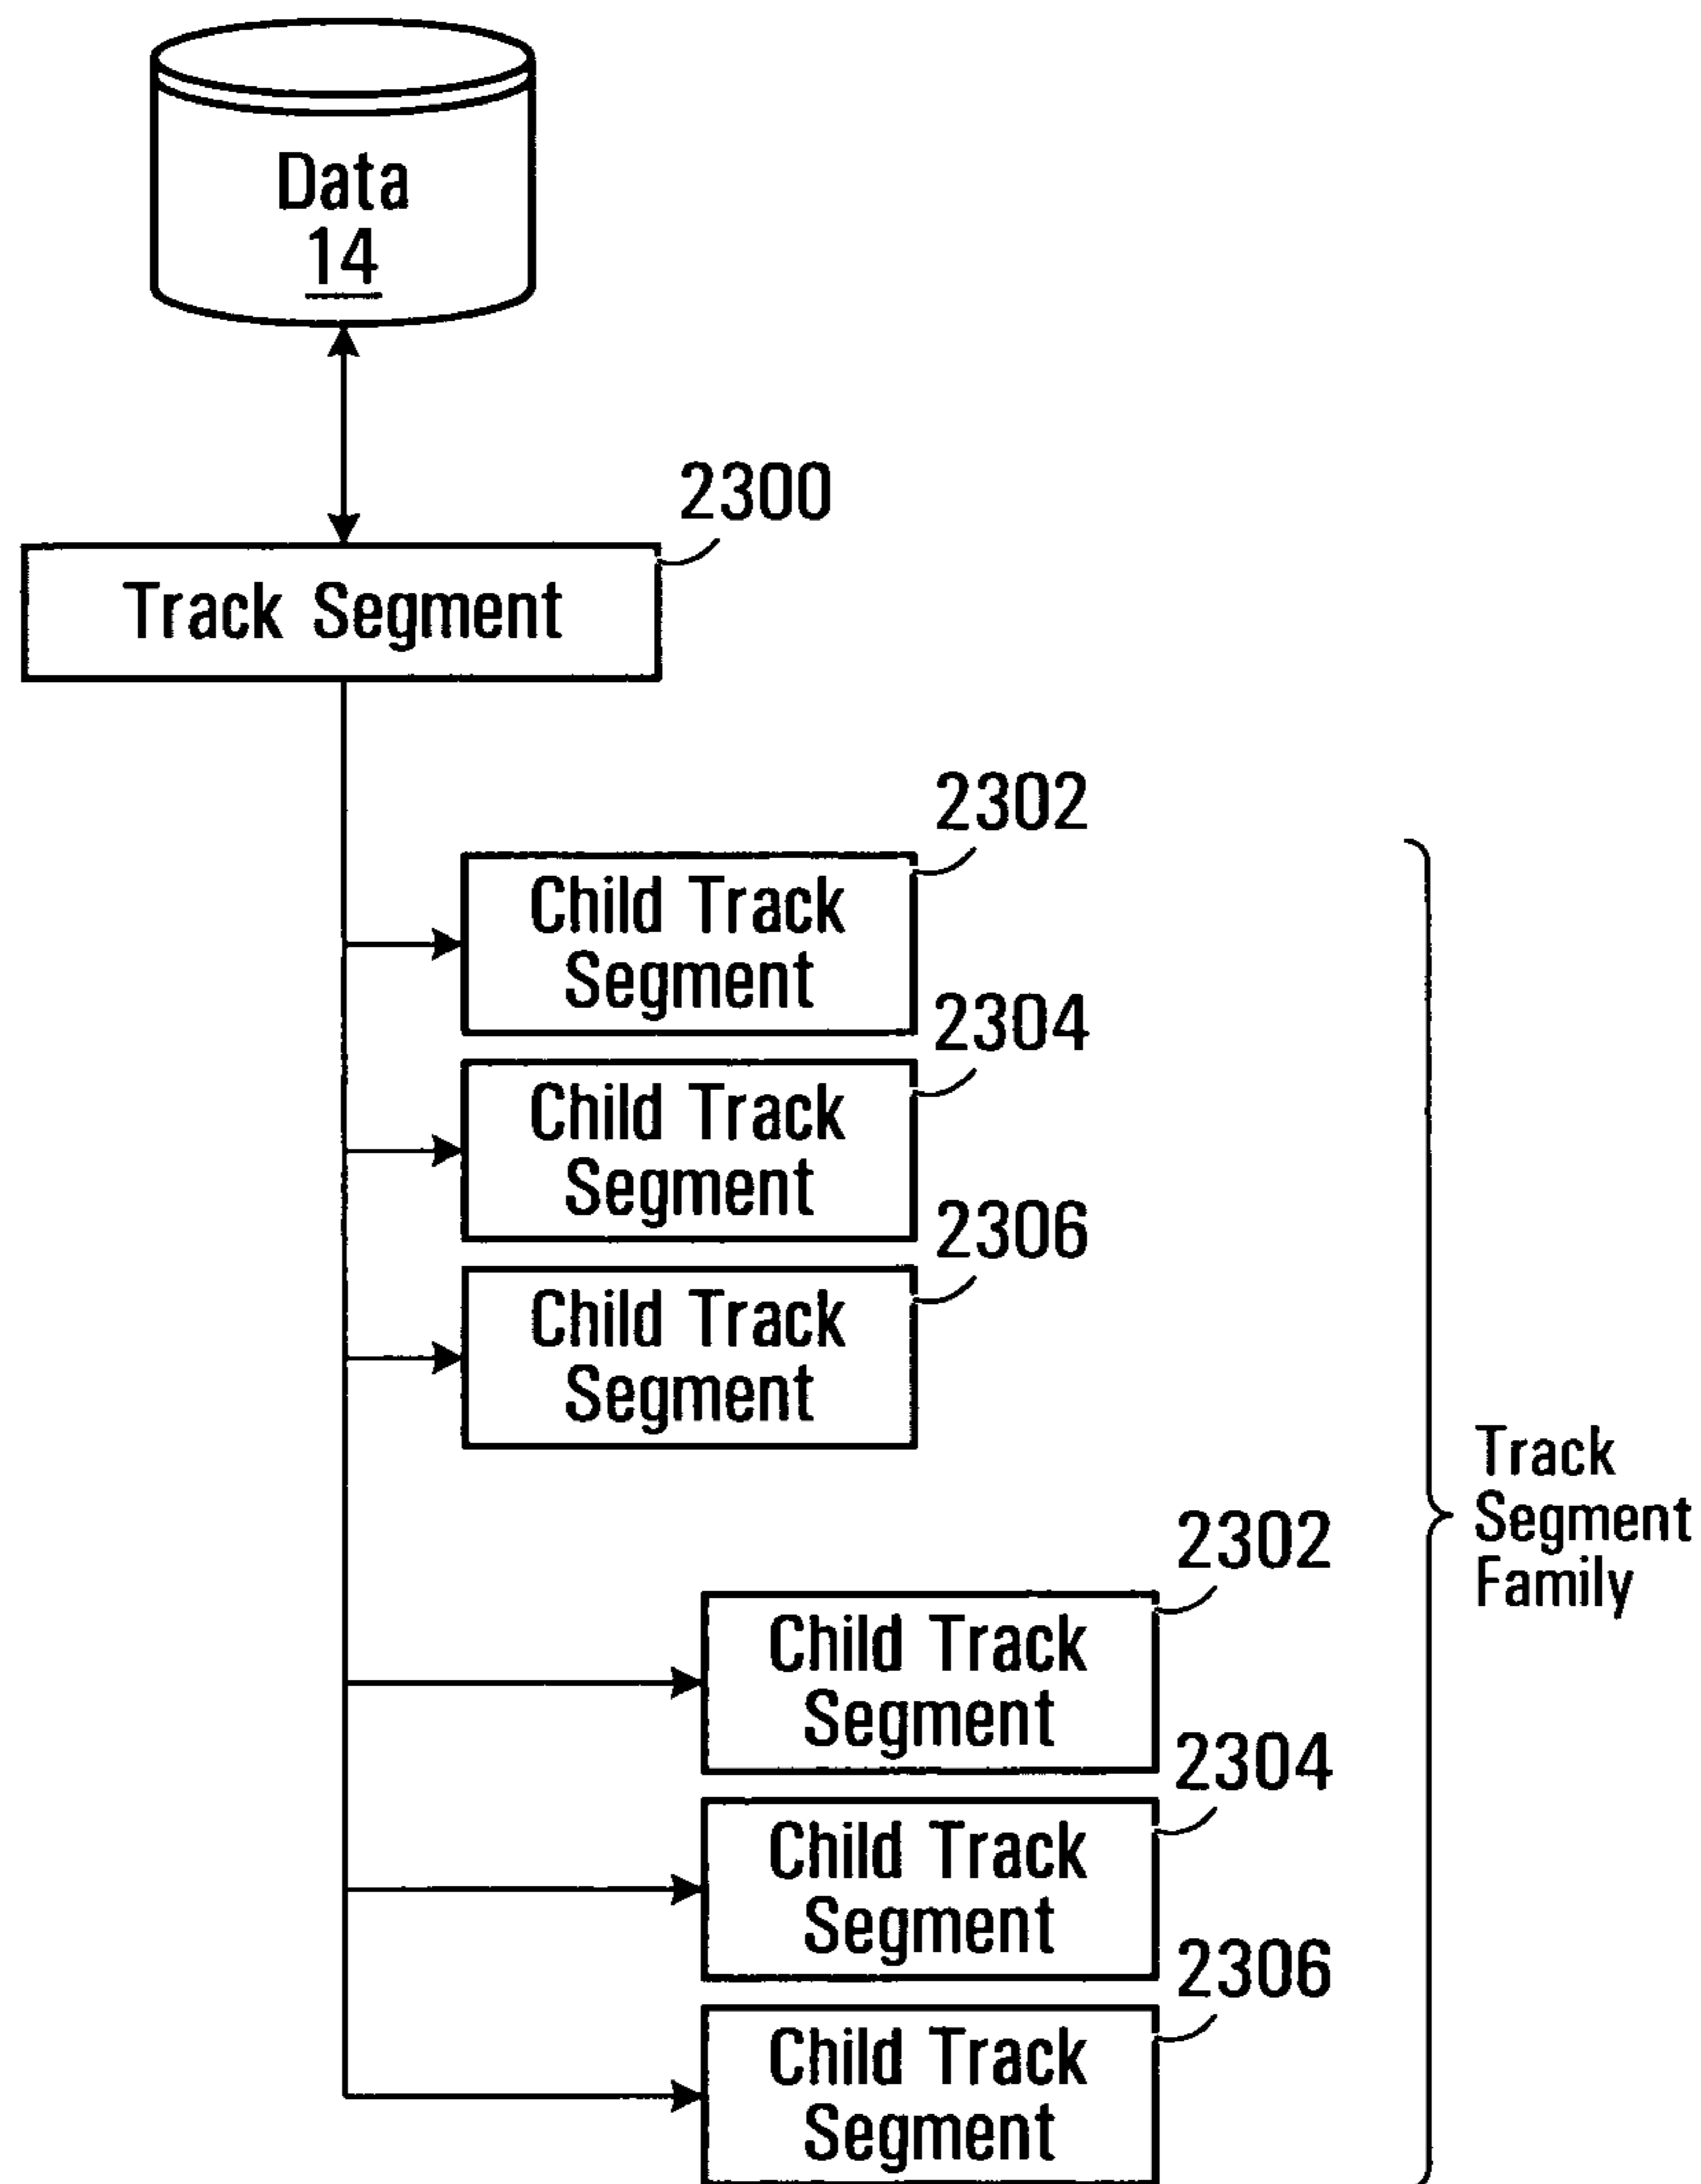 Data
14
2300
Track Segment
2302
Child Track
Segment
2304
Child Track
Segment
2306
Child Track
Segment
Track
Segment
Family
2302
Child Track
Segment
2304
Child Track
Segment
2306
Child Track
Segment